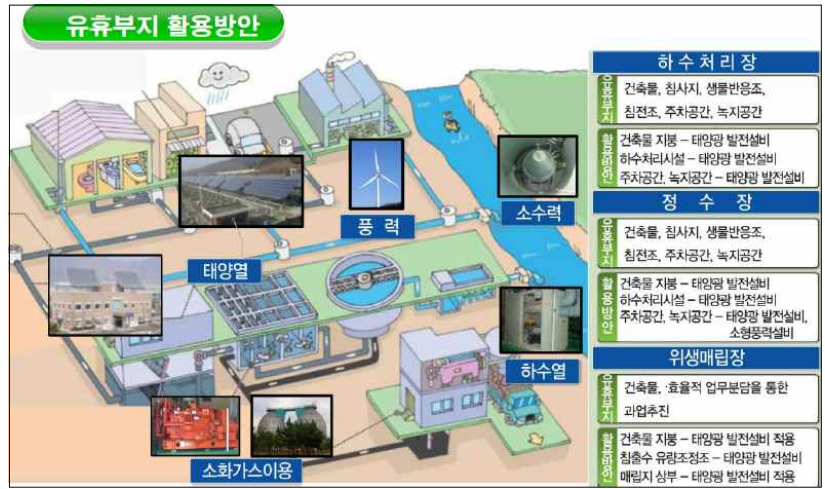 유휴부지 활용방안
태양열
풍 력
소수력
하수열
소화가스이용
하 수 처 리 장
유휴부지
건축물, 침사지, 생물반응조,
침전조, 주차공간, 녹지공간
활용방안
건축물 지붕 – 태양광 발전설비
하수처리시설 – 태양광 발전설비
주차공간, 녹지공간 – 태양광 발전설비
정 수 장
유휴부지
건축물, 침사지, 생물반응조,
침전조, 주차공간, 녹지공간
활용방안
건축물 지붕 – 태양광 발전설비
하수처리시설 – 태양광 발전설비
주차공간, 녹지공간 – 태양광 발전설비,
소형풍력설비
위생매립장
유휴부지
건축물, ·효율적 업무분담을 통한
과업추진
활용방안
건축물 지붕 – 태양광 발전설비 적용
침출수 유량조정조 – 태양광 발전설비
매립지 상부 – 태양광 발전설비 적용